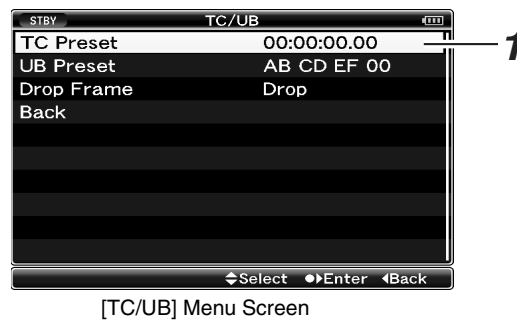 STBY TC/UB
TC Preset 00:00:00.00 1
UB Preset AB CD EF 00
Drop Frame Drop
Back
Select Enter Back
[TC/UB] Menu Screen